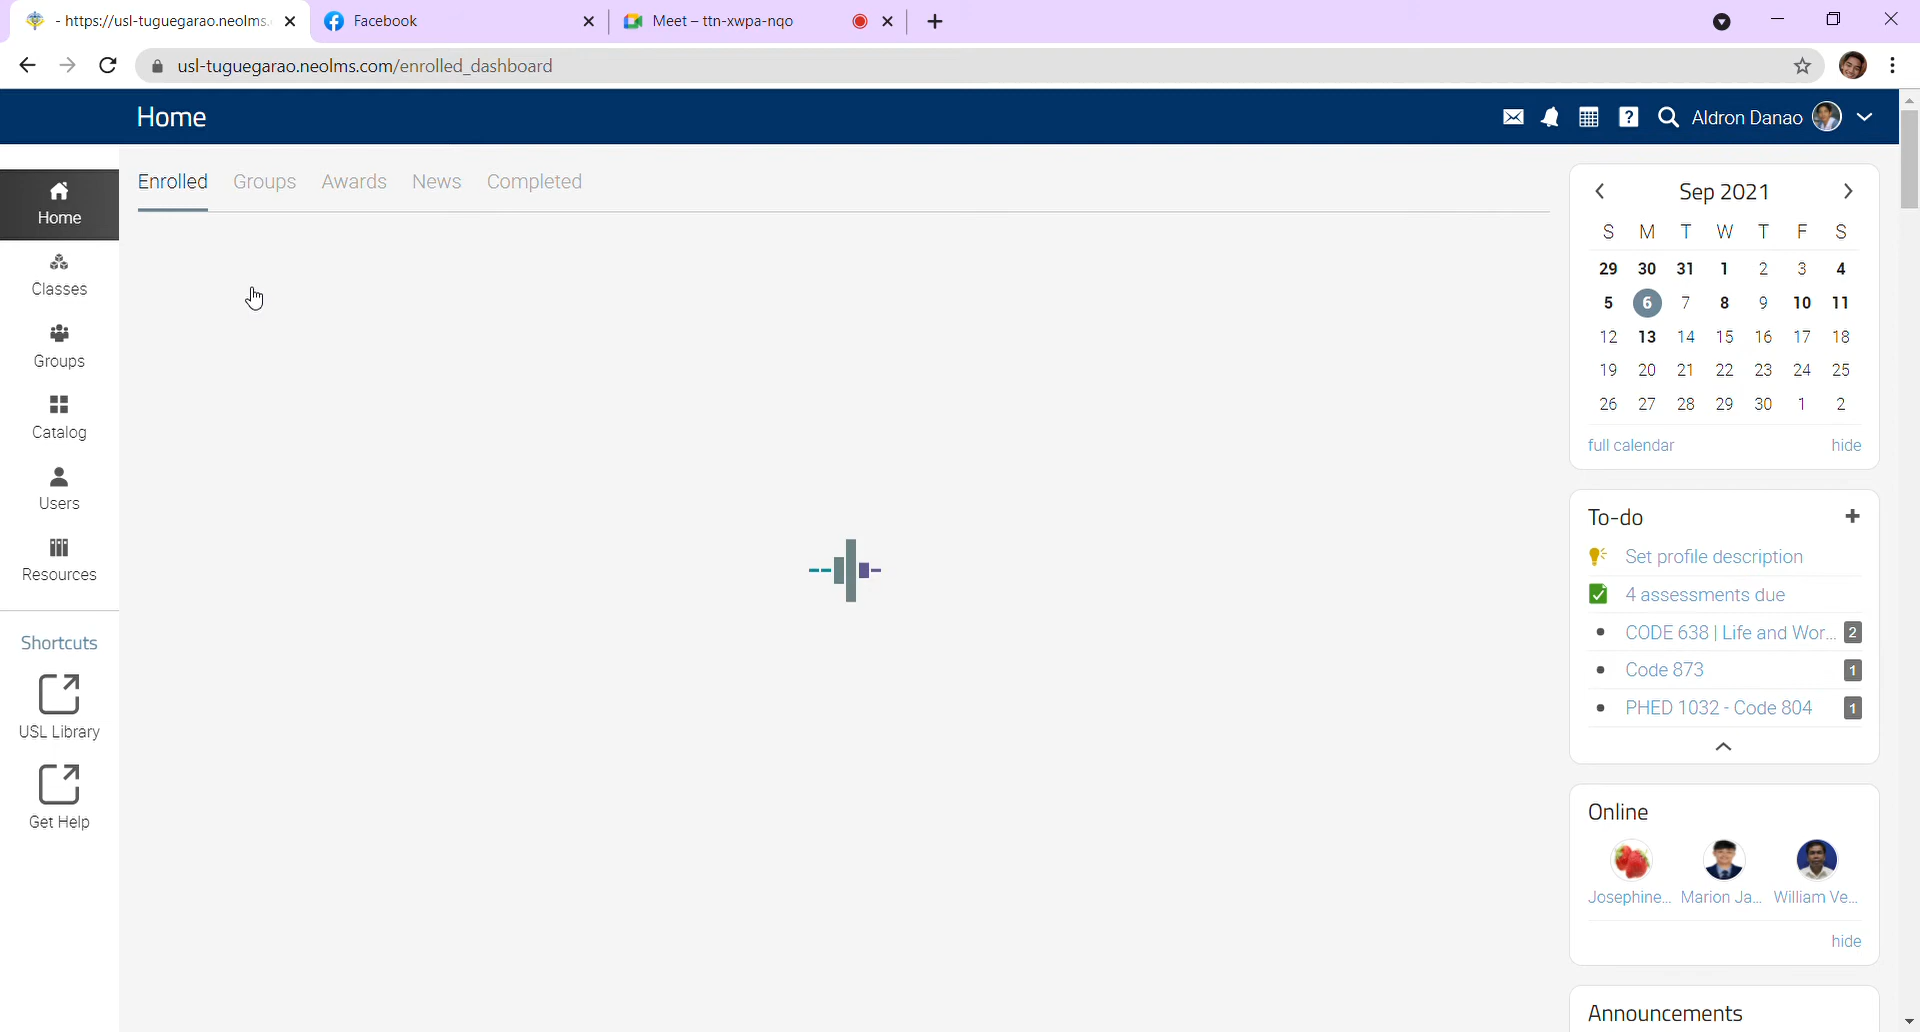 - https://usl-tuguegarao.neolms.
Facebook
Meet – ttn-xwpa-nqo
usl-tuguegarao.neolms.com/enrolled_dashboard
Home
Aldron Danao
Home
Classes
Groups
Catalog
Users
Resources
Shortcuts
USL Library
Get Help
Enrolled Groups Awards News Completed
Sep 2021
S M T W T F S
29 30 31 1 2 3 4
5 6 7 8 9 10 11
12 13 14 15 16 17 18
19 20 21 22 23 24 25
26 27 28 29 30 1 2
full calendar hide
To-do +
Set profile description
4 assessments due
CODE 638 | Life and Wor... 2
Code 873 1
PHED 1032 - Code 804 1
Online
Josephine... Marion Ja... William Ve...
hide
Announcements